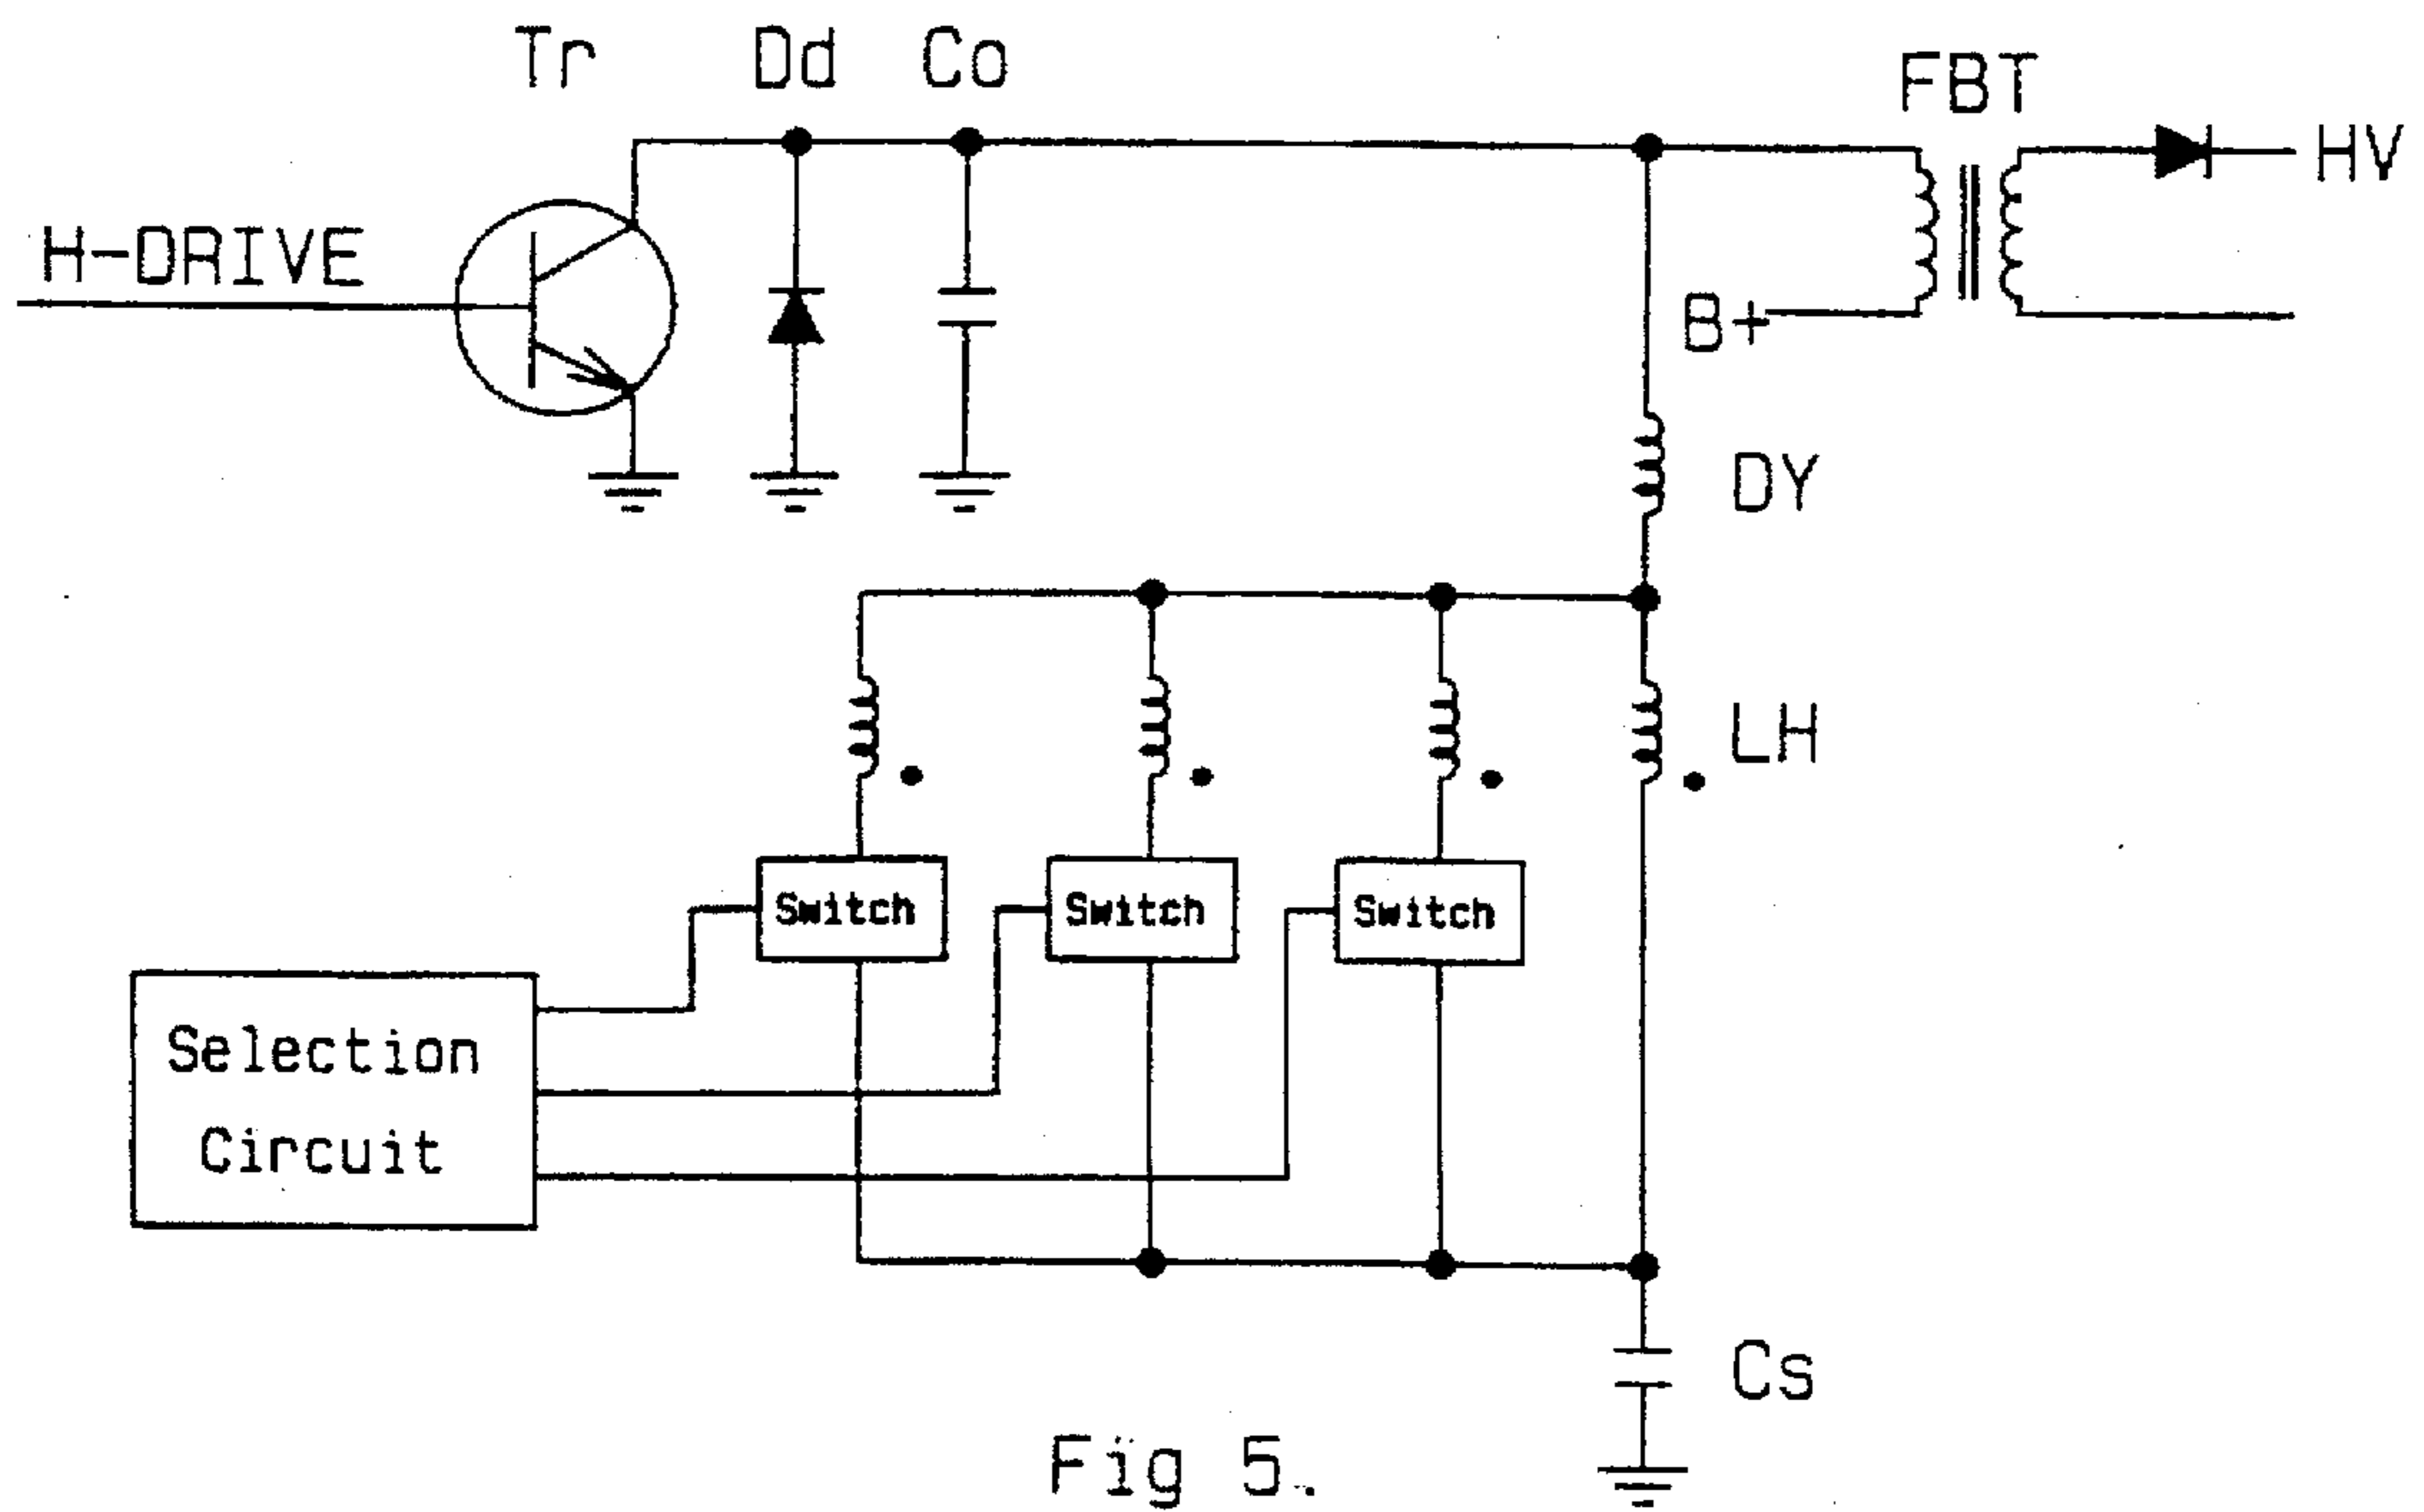 Tr
Dd
Co
FBT
HV
H-DRIVE
B+
DY
LH
Switch
Switch
Switch
Selection
Circuit
Cs
Fig 5.